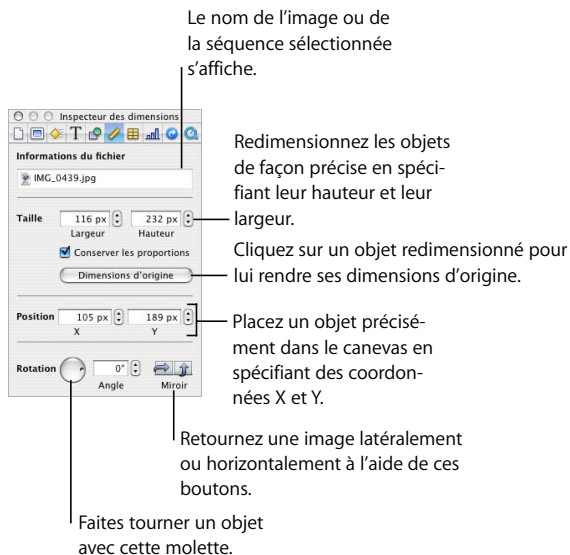 Le nom de l’image ou de
la séquence sélectionnée
s’affiche.
Inspecteur des dimensions
Informations du fichier
IMG_0439.jpg
Redimensionnez les objets
de façon précise en spéci-
fiant leur hauteur et leur
largeur.
Taille
116 px
232 px
Largeur
Hauteur
Conserver les proportions
Dimensions d’origine
Cliquez sur un objet redimensionné pour
lui rendre ses dimensions d’origine.
Position
105 px
189 px
X
Y
Placez un objet précisé-
ment dans le canevas en
spécifiant des coordon-
nées X et Y.
Rotation
0°
Angle
Miroir
Retournez une image latéralement
ou horizontalement à l’aide de ces
boutons.
Faites tourner un objet
avec cette molette.